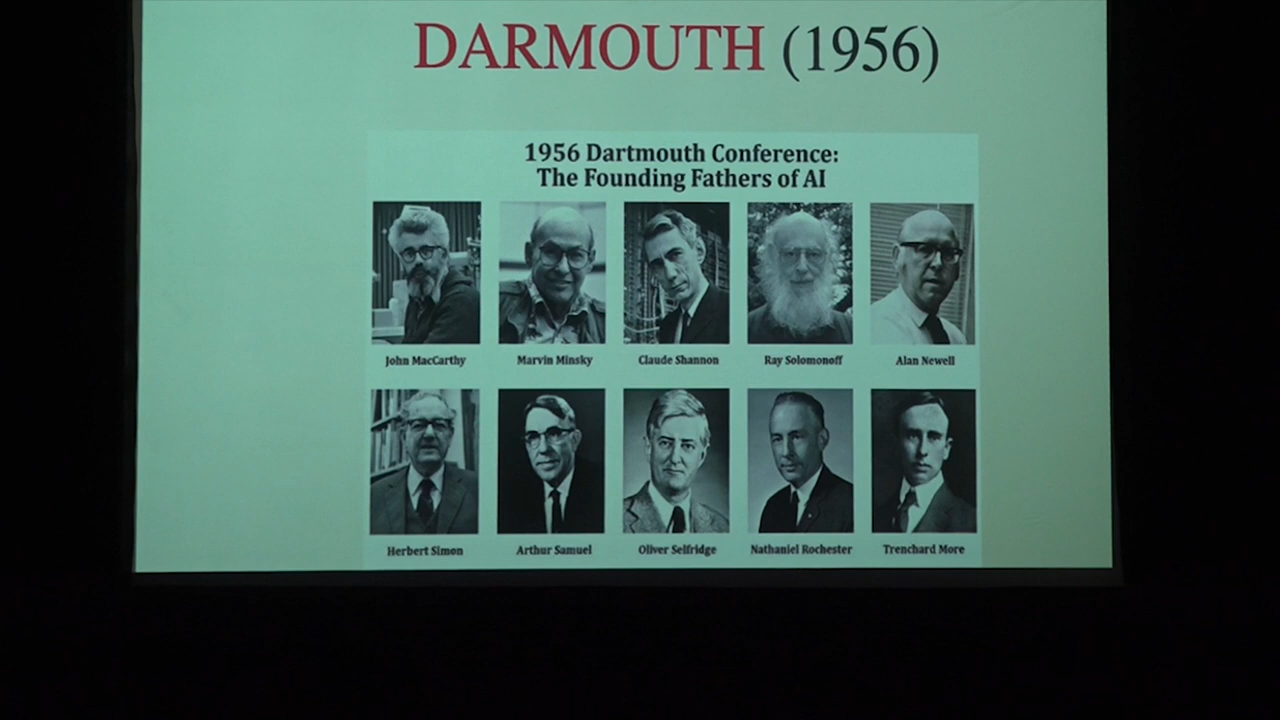 DARMOUTH (1956)
1956 Dartmouth Conference:
The Founding Fathers of AI
John MacCarthy
Marvin Minsky
Claude Shannon
Ray Solomonoff
Alan Newell
Herbert Simon
Arthur Samuel
Oliver Selfridge
Nathaniel Rochester
Trenchard More